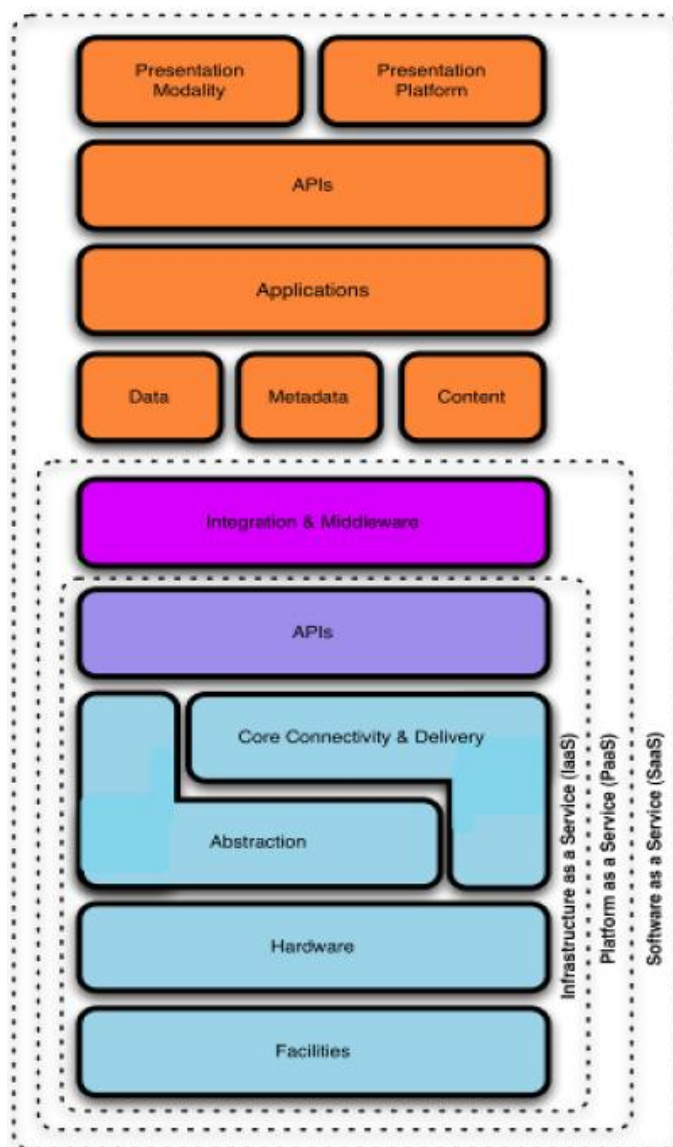 Presentation
Modality
Presentation
Platform
APIs
Applications
Data
Metadata
Content
Integration & Middleware
APIs
Core Connectivity & Delivery
Abstraction
Hardware
Facilities
Infrastructure as a Service (IaaS)
Platform as a Service (PaaS)
Software as a Service (SaaS)